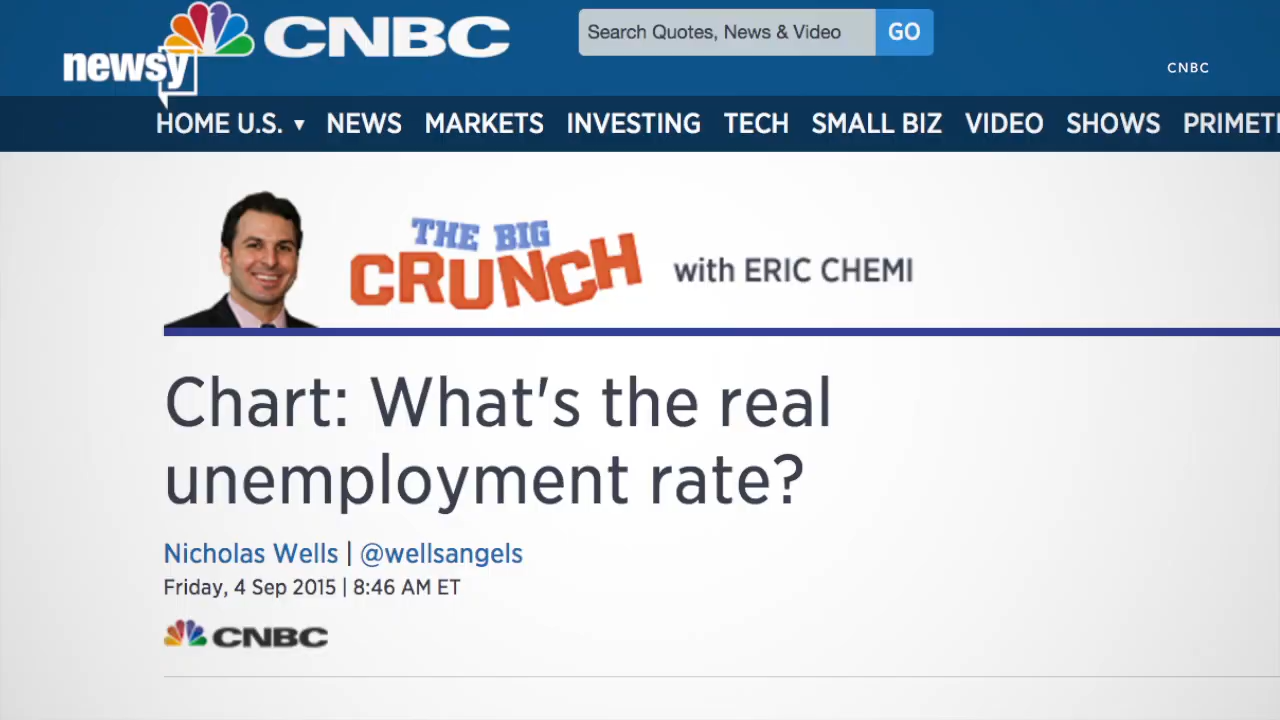 CNBC
Search Quotes, News & Video
GO
newsy
CNBC
HOME U.S. ▼ NEWS MARKETS INVESTING TECH SMALL BIZ VIDEO SHOWS PRIMETI
THE BIG
CRUNCH
with ERIC CHEMI
Chart: What's the real
unemployment rate?
Nicholas Wells | @wellsangels
Friday, 4 Sep 2015 | 8:46 AM ET
CNBC